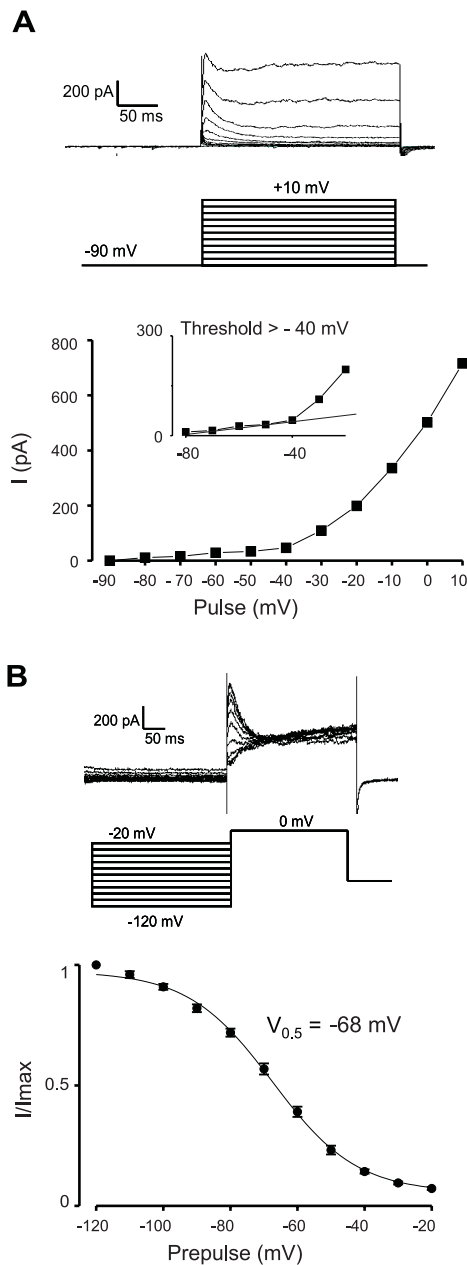 A
200 pA
50 ms
+10 mV
-90 mV
Threshold > - 40 mV
300
0
-80
-40
800
600
400
200
0
I (pA)
-90 -80 - 70 -60 -50 -40 -30 -20 -10 0 10
Pulse (mV)
B
200 pA
50 ms
-20 mV
0 mV
-120 mV
1
0.5
0
I/Imax
V0.5 = -68 mV
-120 -100 -80 -60 -40 -20
Prepulse (mV)